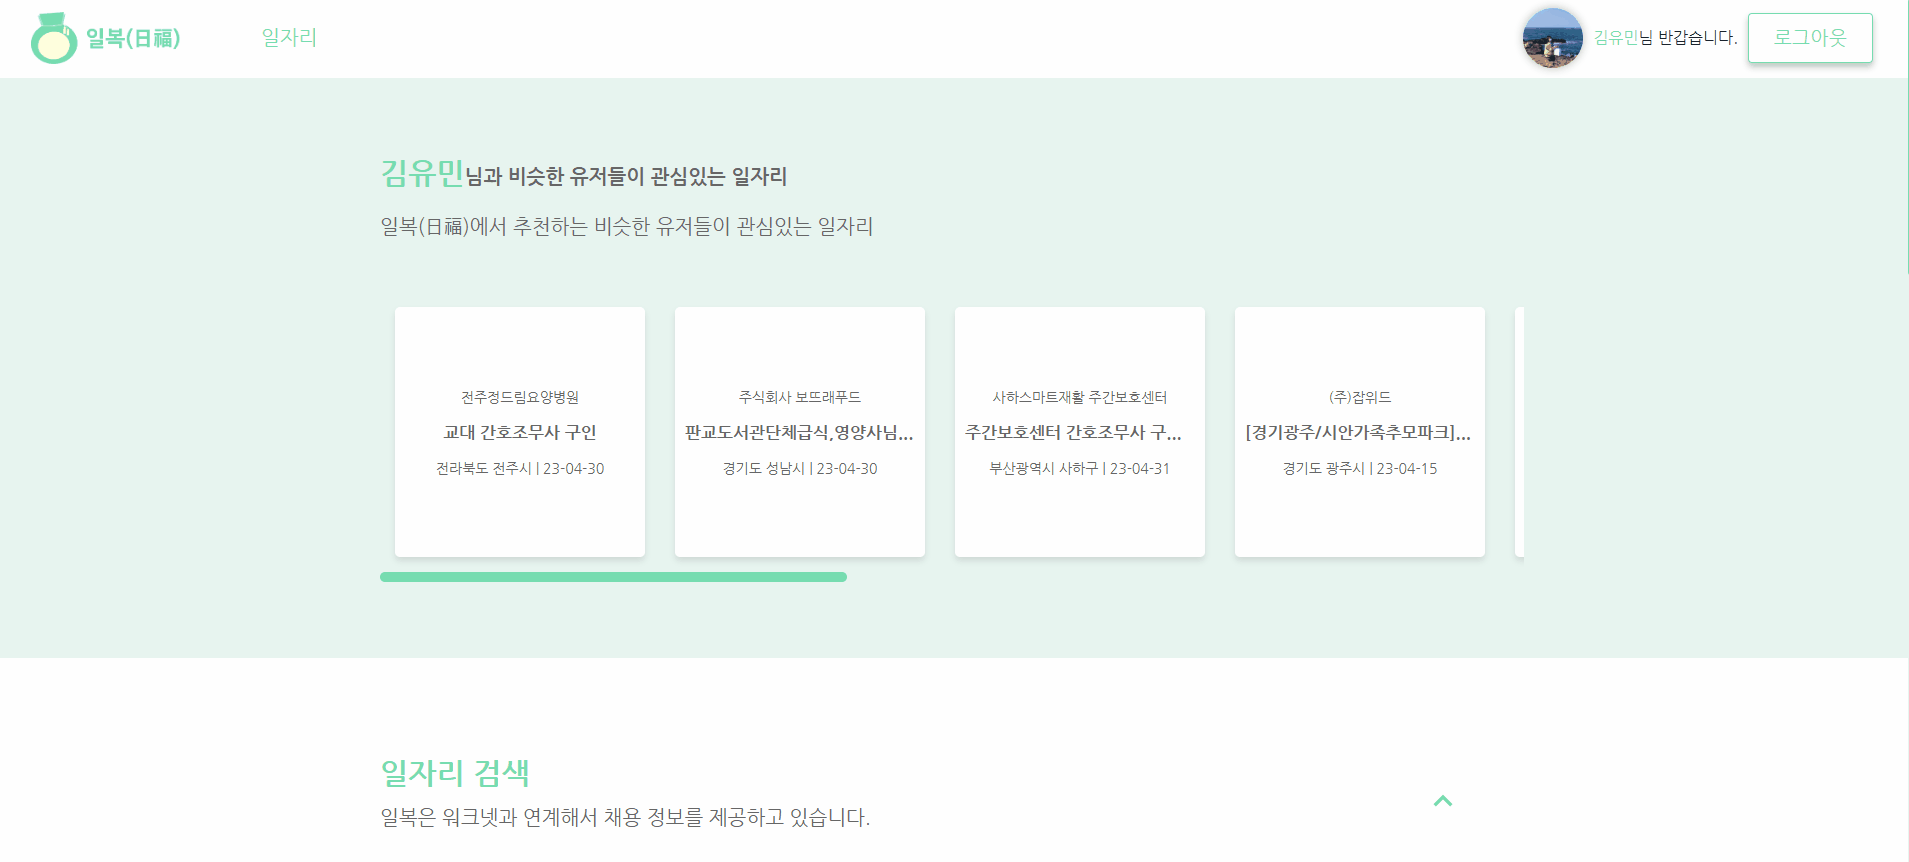 일복(日福)
일자리
김유민님 반갑습니다.
로그아웃
김유민님과 비슷한 유저들이 관심있는 일자리
일복(日福)에서 추천하는 비슷한 유저들이 관심있는 일자리
전주정드림요양병원
교대 간호조무사 구인
전라북도 전주시 | 23-04-30
주식회사 보뜨래푸드
판교도서관단체급식,영양사님...
경기도 성남시 | 23-04-30
사하스마트재활 주간보호센터
주간보호센터 간호조무사 구...
부산광역시 사하구 | 23-04-31
(주)잡위드
[경기광주/시안가족추모파크]...
경기도 광주시 | 23-04-15
일자리 검색
일복은 워크넷과 연계해서 채용 정보를 제공하고 있습니다.